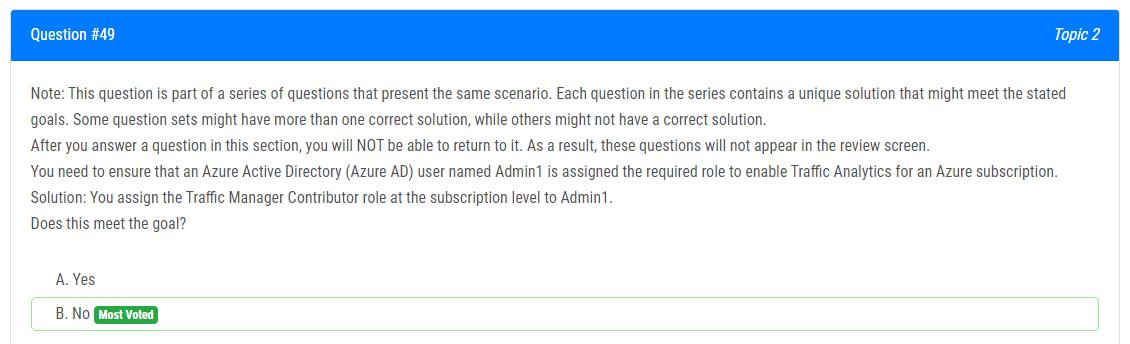 Question #49
Topic 2
Note: This question is part of a series of questions that present the same scenario. Each question in the series contains a unique solution that might meet the stated
goals. Some question sets might have more than one correct solution, while others might not have a correct solution.
After you answer a question in this section, you will NOT be able to return to it. As a result, these questions will not appear in the review screen.
You need to ensure that an Azure Active Directory (Azure AD) user named Admin1 is assigned the required role to enable Traffic Analytics for an Azure subscription.
Solution: You assign the Traffic Manager Contributor role at the subscription level to Admin1.
Does this meet the goal?
A. Yes
B. No Most Voted